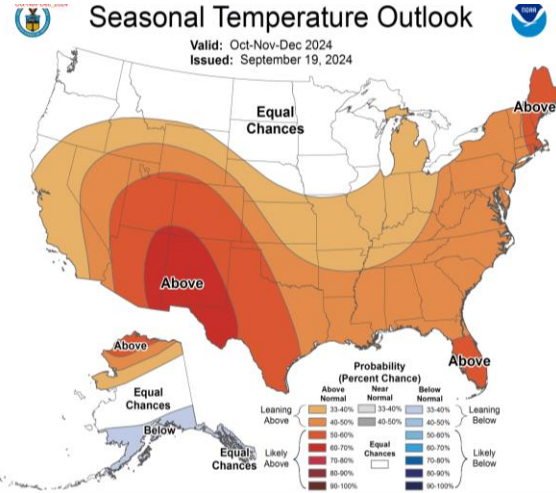 Seasonal Temperature Outlook
NOAA
Valid: Oct-Nov-Dec 2024
Issued: September 19, 2024
Equal
Chances
Above
Above
Above
Above
Equal
Chances
Below
Equal
Chances
Probability
(Percent Chance)
Above
Normal
Near
Normal
Below
Normal
Leaning
Above
33-40%
40-50%
33-40%
40-50%
33-40%
40-50%
Leaning
Below
Likely
Above
50-60%
60-70%
70-80%
80-90%
90-100%
Equal
Chances
50-60%
60-70%
70-80%
80-90%
90-100%
Likely
Below